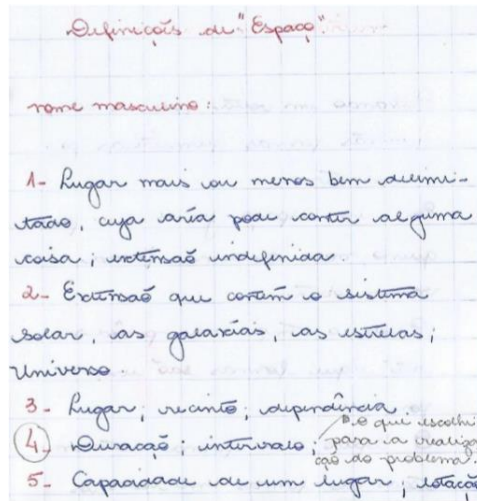 Definições de "Espaço".
nome masculino:
1- Lugar mais ou menos bem delimi-
tado, cuja área pode conter alguma
coisa; extensão indefinida.
2- Extensão que contém o sistema
solar, as galáxias, as estrelas;
Universo.
3- Lugar; recinto; dependência.
4- Duração; intervalo;
o que escolhi
para a realiza
ção do problema.
5- Capacidade de um lugar; lotação